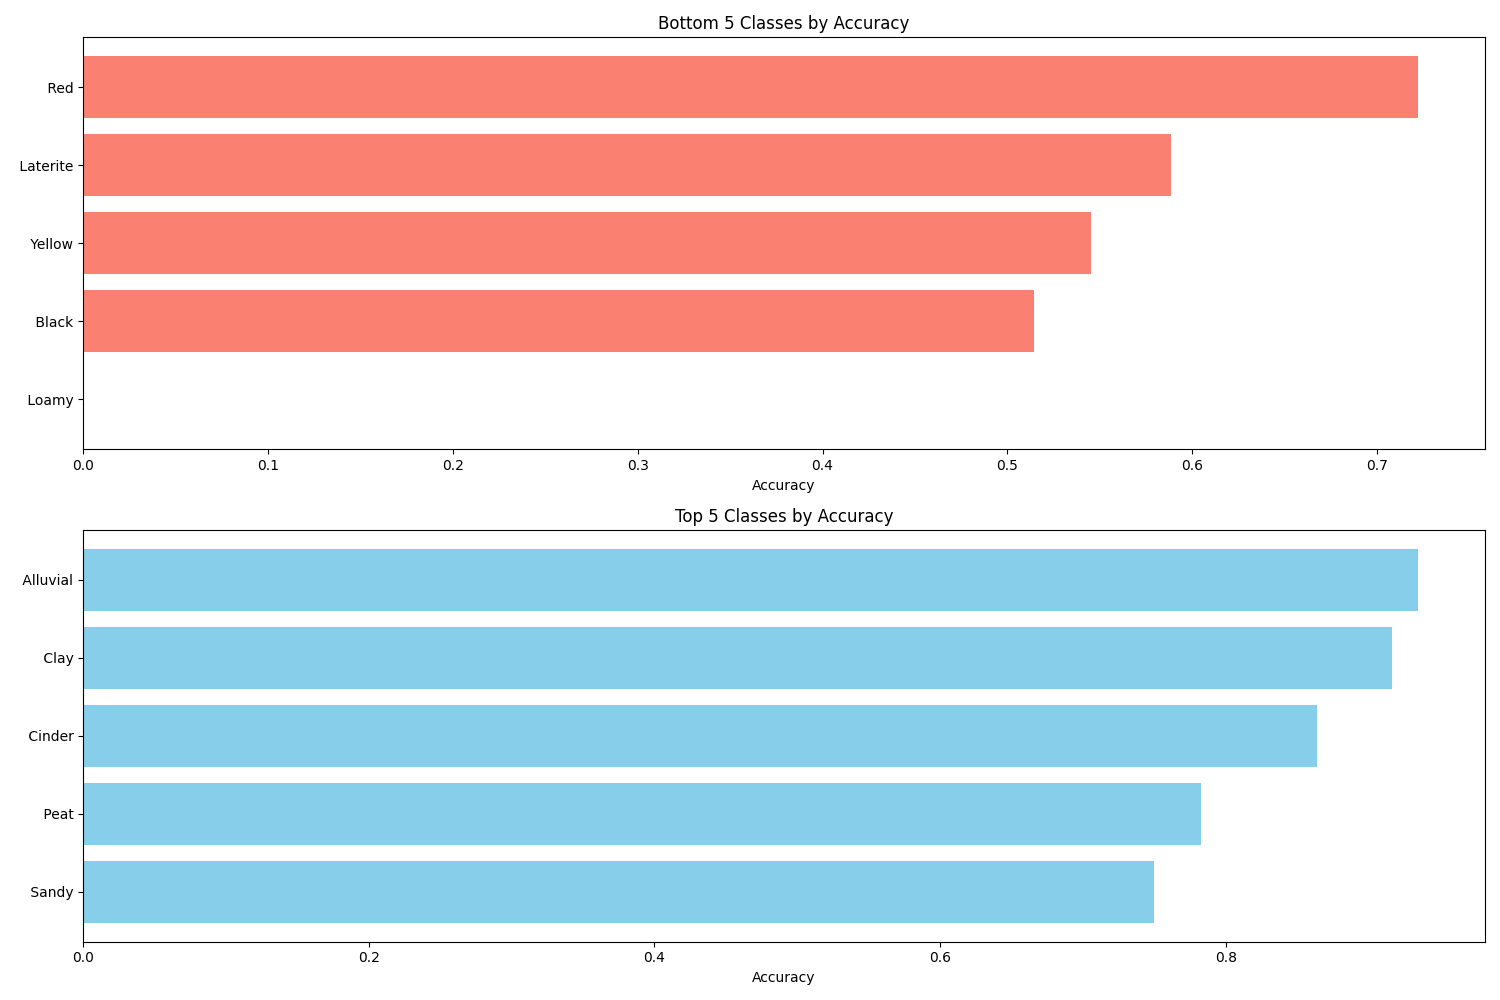 Bottom 5 Classes by Accuracy
Red
Laterite
Yellow
Black
Loamy
0.0 0.1 0.2 0.3 0.4 0.5 0.6 0.7
Accuracy
Top 5 Classes by Accuracy
Alluvial
Clay
Cinder
Peat
Sandy
0.0 0.2 0.4 0.6 0.8
Accuracy